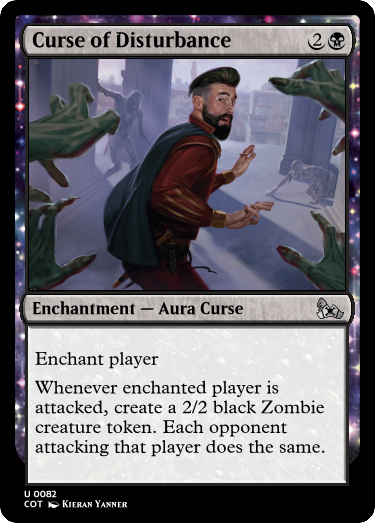 Curse of Disturbance 2
Enchantment — Aura Curse
Enchant player
Whenever enchanted player is
attacked, create a 2/2 black Zombie
creature token. Each opponent
attacking that player does the same.
U 0082
COT Kieran Yanner